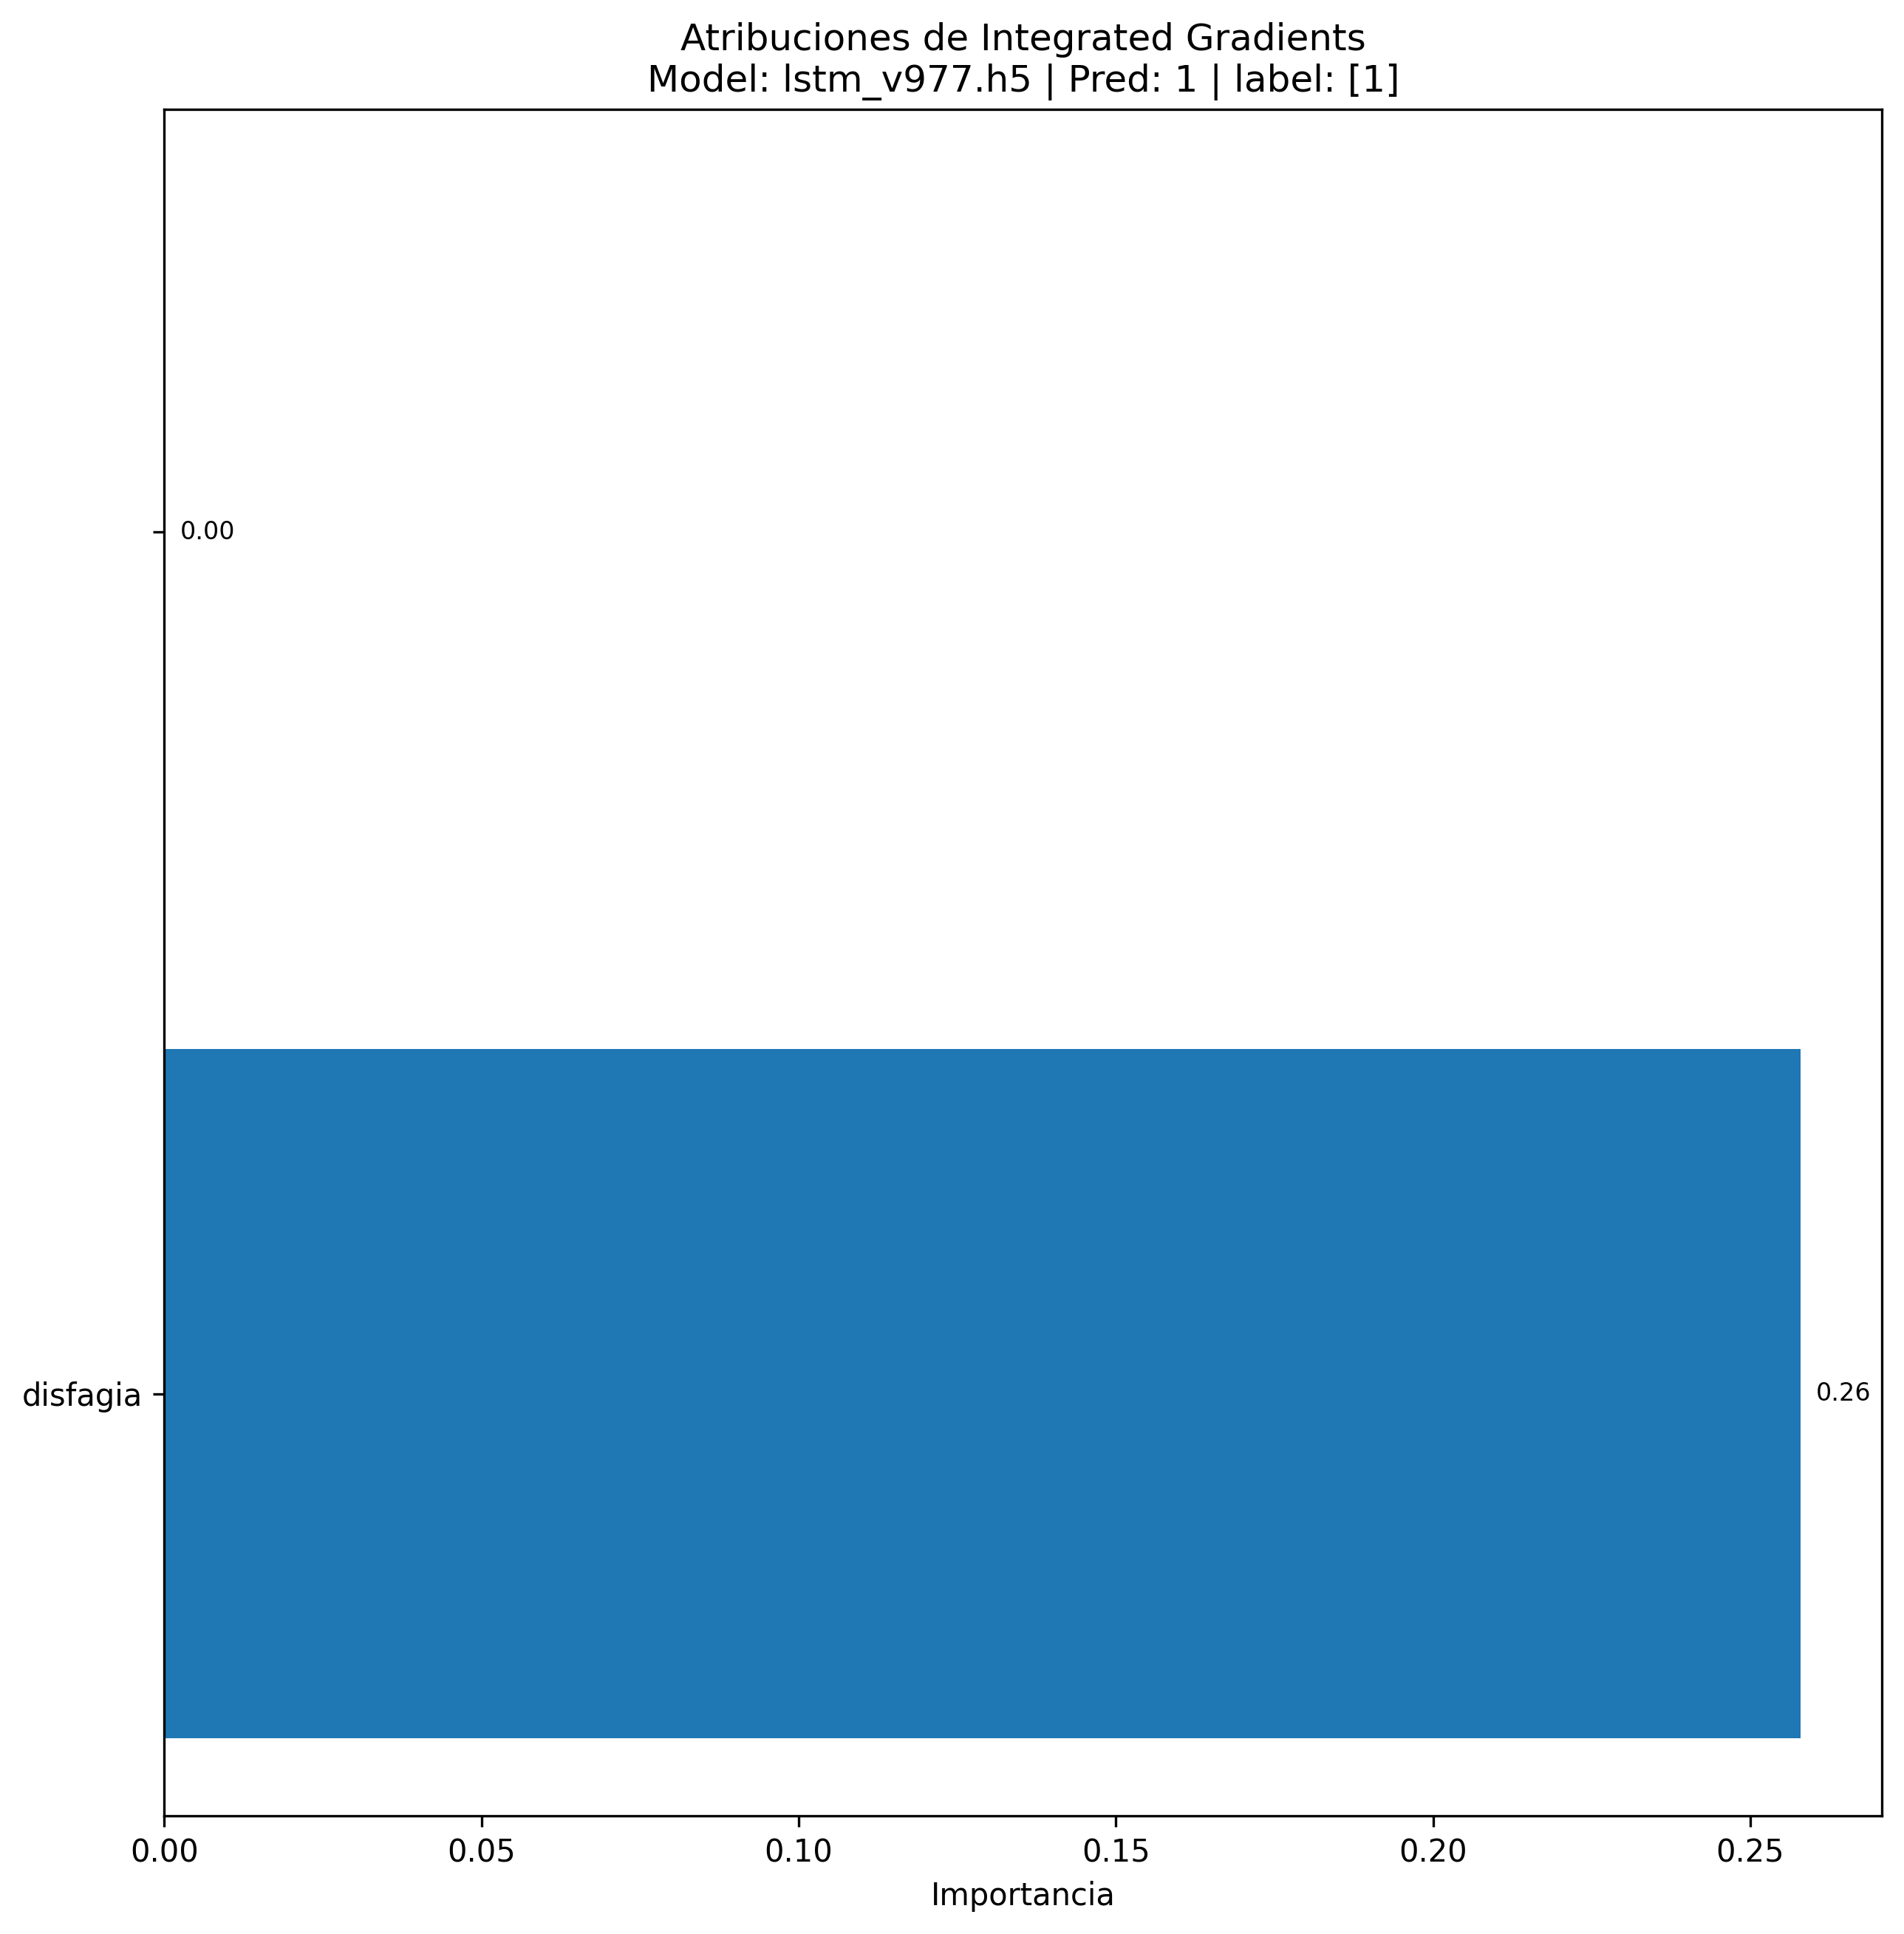 Atribuciones de Integrated Gradients
Model: lstm_v977.h5 | Pred: 1 | label: [1]
0.00
disfagia
0.26
0.00 0.05 0.10 0.15 0.20 0.25
Importancia